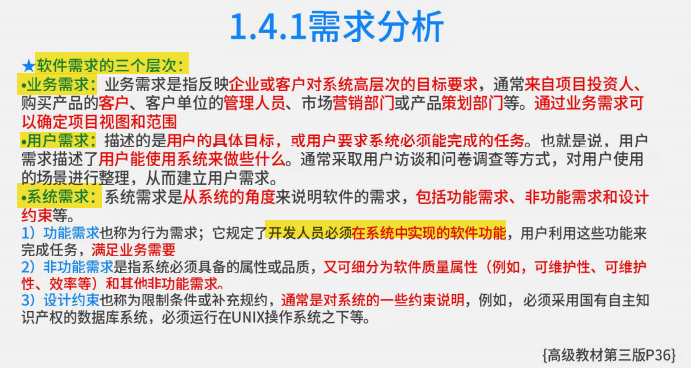 1.4.1需求分析
★软件需求的三个层次：
•业务需求：业务需求是指反映企业或客户对系统高层次的目标要求，通常来自项目投资人、
购买产品的客户、客户单位的管理人员、市场营销部门或产品策划部门等。通过业务需求可
以确定项目视图和范围
•用户需求：描述的是用户的具体目标，或用户要求系统必须能完成的任务。也就是说，用户
需求描述了用户能使用系统来做些什么。通常采取用户访谈和问卷调查等方式，对用户使用
的场景进行整理，从而建立用户需求。
•系统需求：系统需求是从系统的角度来说明软件的需求，包括功能需求、非功能需求和设计
约束等。
1）功能需求也称为行为需求；它规定了开发人员必须在系统中实现的软件功能，用户利用这些功能来
完成任务，满足业务需要
2）非功能需求是指系统必须具备的属性或品质，又可细分为软件质量属性（例如，可维护性、可维护
性、效率等）和其他非功能需求。
3）设计约束也称为限制条件或补充规约，通常是对系统的一些约束说明，例如， 必须采用国有自主知
识产权的数据库系统，必须运行在UNIX操作系统之下等。
{高级教材第三版P36}